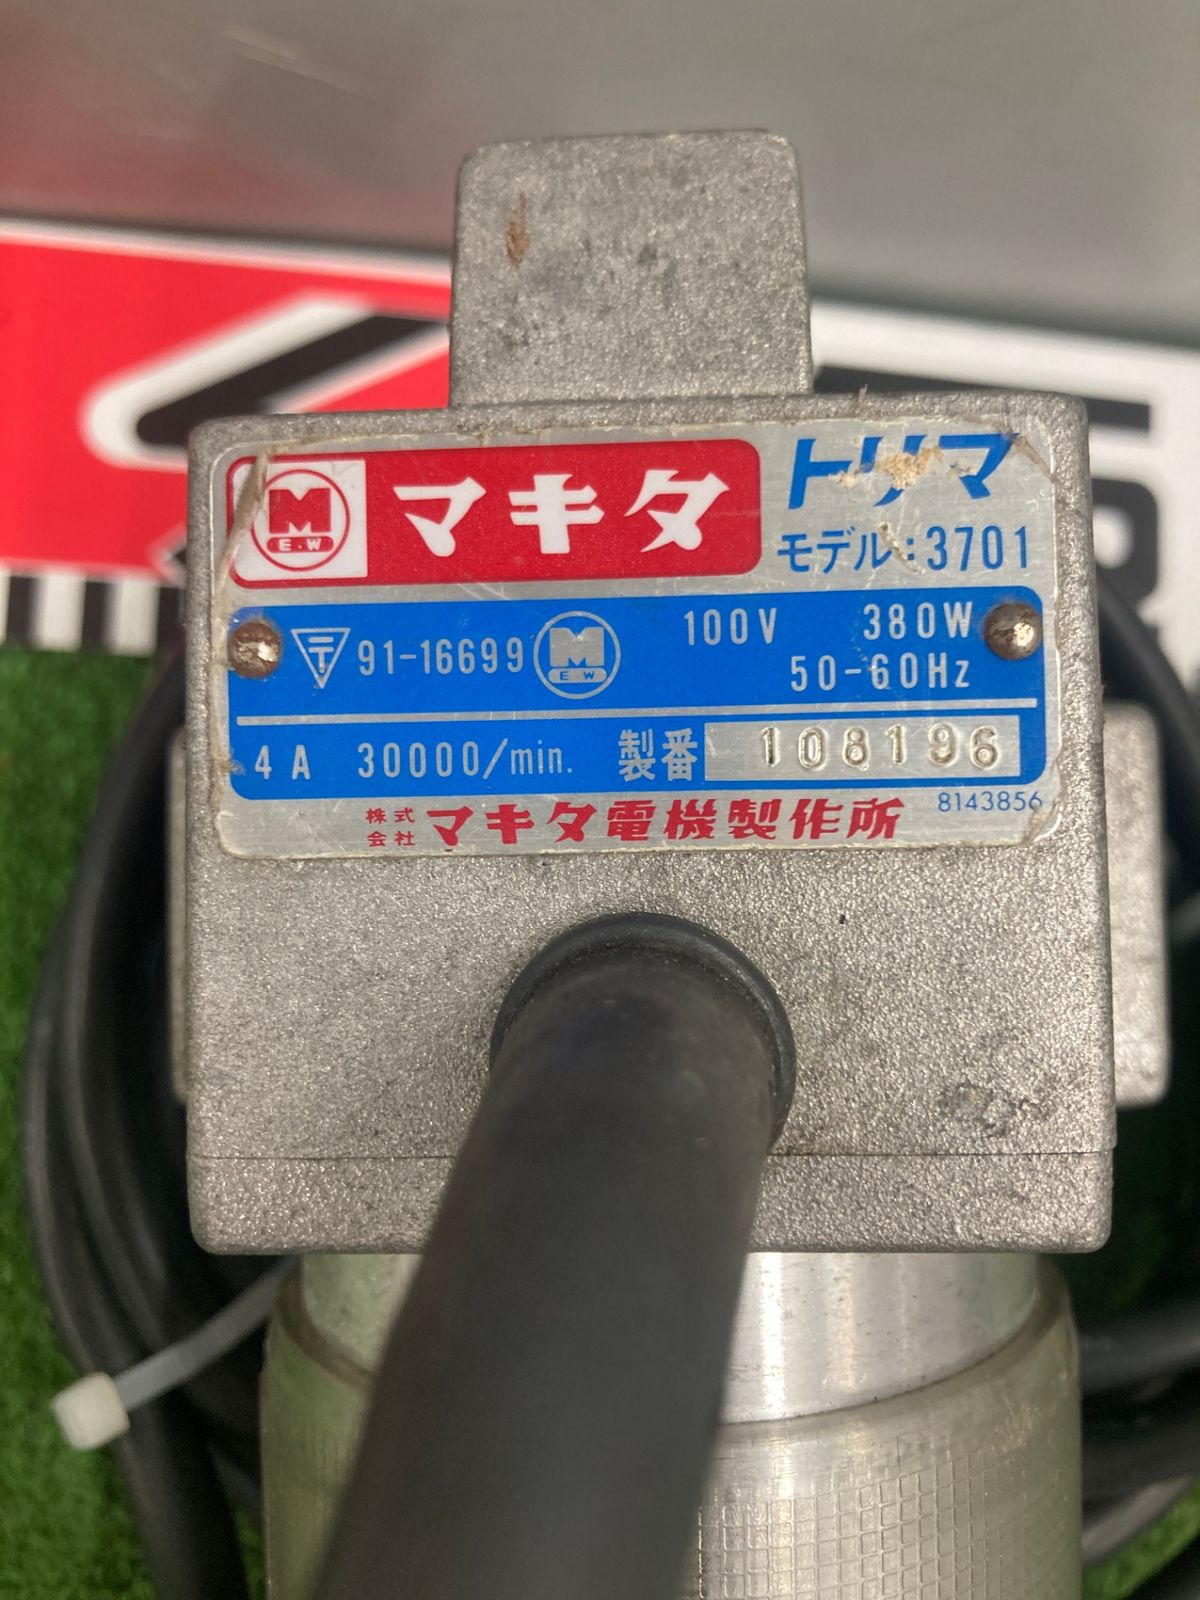 M
E.W
マキタ
トリマ
モデル:3701
〒 91-16699 M E.W 100V 380W
50-60Hz
4A 30000/min. 製番 108196
株式会社 マキタ電機製作所 8143856